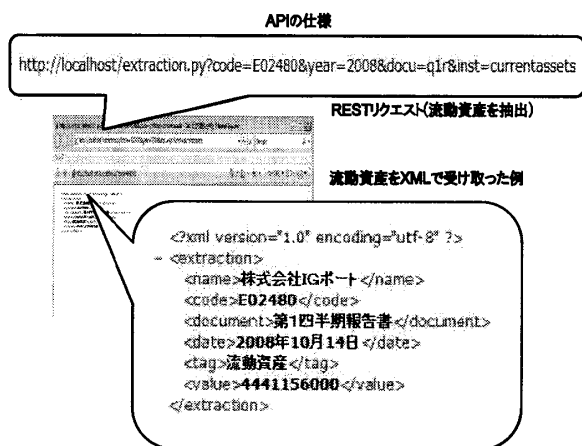 APIの仕様
http://localhost/extraction.py?code=E02480&year=2008&docu=q1r&inst=currentassets
RESTリクエスト(流動資産を抽出)
流動資産をXMLで受け取った例
<?xml version="1.0" encoding="utf-8" ?>
- <extraction>
<name>株式会社IGポート</name>
<code>E02480</code>
<document>第1四半期報告書</document>
<date>2008年10月14日</date>
<tag>流動資産</tag>
<value>4441156000</value>
</extraction>